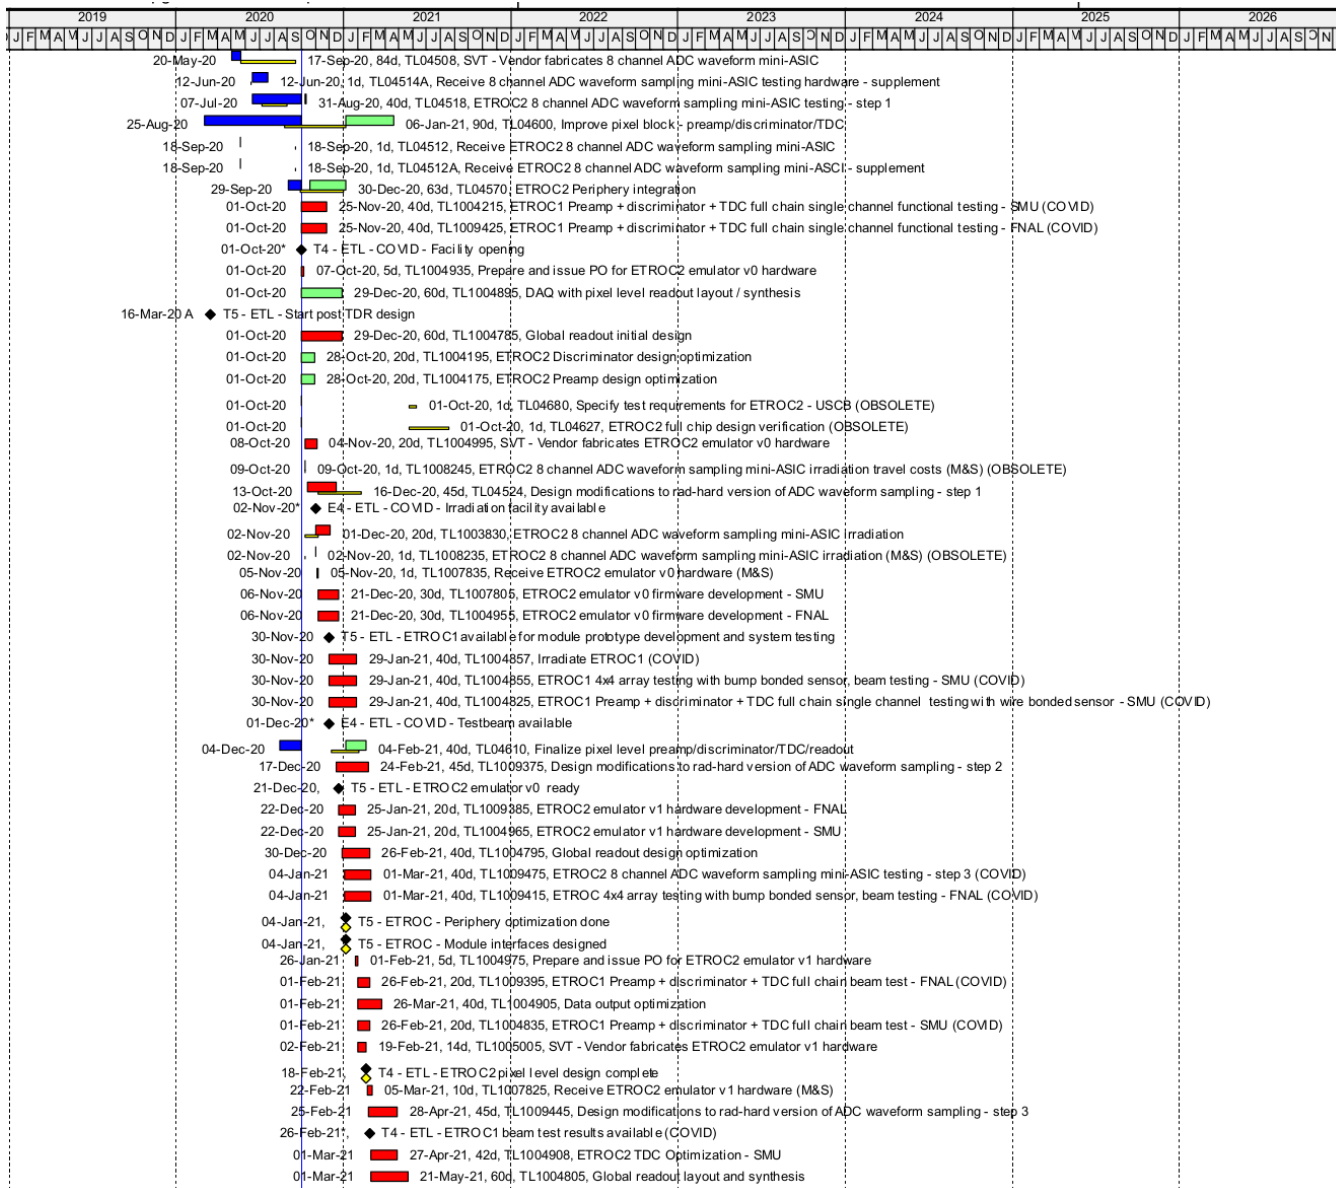 2019 2020 2021 2022 2023 2024 2025 2026
J F M A M J J A S O N D J F M A M J J A S O N D J F M A M J J A S O N D J F M A M J J A S O N D J F M A M J J A S O N D J F M A M J J A S O N D J F M A M J J A S O N D J F M A M J J A S O N
20-May-20 17-Sep-20, 84d, TL04508, SVT - Vendor fabricates 8 channel ADC waveform sampling mini-ASIC
12-Jun-20 12-Jun-20, 1d, TL04514A, Receive 8 channel ADC waveform sampling mini-ASIC testing hardware - supplement
07-Jul-20 31-Aug-20, 40d, TL04518, ETROC2 8 channel ADC waveform sampling mini-ASIC testing - step 1
25-Aug-20 06-Jan-21, 90d, TL04600, Improve pixel block - preamp/discriminator/TDC
18-Sep-20 18-Sep-20, 1d, TL04512, Receive ETROC2 8 channel ADC waveform sampling mini-ASIC
18-Sep-20 18-Sep-20, 1d, TL04512A, Receive ETROC2 8 channel ADC waveform sampling mini-ASCI - supplement
29-Sep-20 30-Dec-20, 63d, TL04570, ETROC2 Periphery integration
01-Oct-20 25-Nov-20, 40d, TL1004215, ETROC1 Preamp + discriminator + TDC full chain single channel functional testing - SMU (COVID)
01-Oct-20 25-Nov-20, 40d, TL1009425, ETROC1 Preamp + discriminator + TDC full chain single channel functional testing - FNAL (COVID)
01-Oct-20* T4 - ETL - COVID - Facility opening
01-Oct-20 07-Oct-20, 5d, TL1004935, Prepare and issue PO for ETROC2 emulator v0 hardware
01-Oct-20 29-Dec-20, 60d, TL1004895, DAQ with pixel level readout layout / synthesis
16-Mar-20 A T5 - ETL - Start post TDR design
01-Oct-20 29-Dec-20, 60d, TL1004785, Global readout initial design
01-Oct-20 28-Oct-20, 20d, TL1004195, ETROC2 Discriminator design optimization
01-Oct-20 28-Oct-20, 20d, TL1004175, ETROC2 Preamp design optimization
01-Oct-20 01-Oct-20, 1d, TL04680, Specify test requirements for ETROC2 - USCB (OBSOLETE)
01-Oct-20 01-Oct-20, 1d, TL04627, ETROC2 full chip design verification (OBSOLETE)
08-Oct-20 04-Nov-20, 20d, TL1004995, SVT - Vendor fabricates ETROC2 emulator v0 hardware
09-Oct-20 09-Oct-20, 1d, TL1008245, ETROC2 8 channel ADC waveform sampling mini-ASIC irradiation travel costs (M&S) (OBSOLETE)
13-Oct-20 16-Dec-20, 45d, TL04524, Design modifications to rad-hard version of ADC waveform sampling - step 1
02-Nov-20* E4 - ETL - COVID - Irradiation facility available
02-Nov-20 01-Dec-20, 20d, TL1003830, ETROC2 8 channel ADC waveform sampling mini-ASIC irradiation
02-Nov-20 02-Nov-20, 1d, TL1008235, ETROC2 8 channel ADC waveform sampling mini-ASIC irradiation (M&S) (OBSOLETE)
05-Nov-20 05-Nov-20, 1d, TL1007835, Receive ETROC2 emulator v0 hardware (M&S)
06-Nov-20 21-Dec-20, 30d, TL1007805, ETROC2 emulator v0 firmware development - SMU
06-Nov-20 21-Dec-20, 30d, TL1004955, ETROC2 emulator v0 firmware development - FNAL
30-Nov-20 T5 - ETL - ETROC1 available for module prototype development and system testing
30-Nov-20 29-Jan-21, 40d, TL1004857, Irradiate ETROC1 (COVID)
30-Nov-20 29-Jan-21, 40d, TL1004855, ETROC1 4x4 array testing with bump bonded sensor, beam testing - SMU (COVID)
30-Nov-20 29-Jan-21, 40d, TL1004825, ETROC1 Preamp + discriminator + TDC full chain single channel testing with wire bonded sensor - SMU (COVID)
01-Dec-20* E4 - ETL - COVID - Testbeam available
04-Dec-20 04-Feb-21, 40d, TL04610, Finalize pixel level preamp/discriminator/TDC/readout
17-Dec-20 24-Feb-21, 45d, TL1009375, Design modifications to rad-hard version of ADC waveform sampling - step 2
21-Dec-20, T5 - ETL - ETROC2 emulator v0 ready
22-Dec-20 25-Jan-21, 20d, TL1009385, ETROC2 emulator v1 hardware development - FNAL
22-Dec-20 25-Jan-21, 20d, TL1004965, ETROC2 emulator v1 hardware development - SMU
30-Dec-20 26-Feb-21, 40d, TL1004795, Global readout design optimization
04-Jan-21 01-Mar-21, 40d, TL1009475, ETROC2 8 channel ADC waveform sampling mini-ASIC testing - step 3 (COVID)
04-Jan-21 01-Mar-21, 40d, TL1009415, ETROC 4x4 array testing with bump bonded sensor, beam testing - FNAL (COVID)
04-Jan-21, T5 - ETROC - Periphery optimization done
04-Jan-21, T5 - ETROC - Module interfaces designed
26-Jan-21 01-Feb-21, 5d, TL1004975, Prepare and issue PO for ETROC2 emulator v1 hardware
01-Feb-21 26-Feb-21, 20d, TL1009395, ETROC1 Preamp + discriminator + TDC full chain beam test - FNAL (COVID)
01-Feb-21 26-Mar-21, 40d, TL1004905, Data output optimization
01-Feb-21 26-Feb-21, 20d, TL1004835, ETROC1 Preamp + discriminator + TDC full chain beam test - SMU (COVID)
02-Feb-21 19-Feb-21, 14d, TL1005005, SVT - Vendor fabricates ETROC2 emulator v1 hardware
18-Feb-21, T4 - ETL - ETROC2 pixel level design complete
22-Feb-21 05-Mar-21, 10d, TL1007825, Receive ETROC2 emulator v1 hardware (M&S)
25-Feb-21 28-Apr-21, 45d, TL1009445, Design modifications to rad-hard version of ADC waveform sampling - step 3
26-Feb-21*, T4 - ETL - ETROC1 beam test results available (COVID)
01-Mar-21 27-Apr-21, 42d, TL1004908, ETROC2 TDC Optimization - SMU
01-Mar-21 21-May-21, 60d, TL1004805, Global readout layout and synthesis